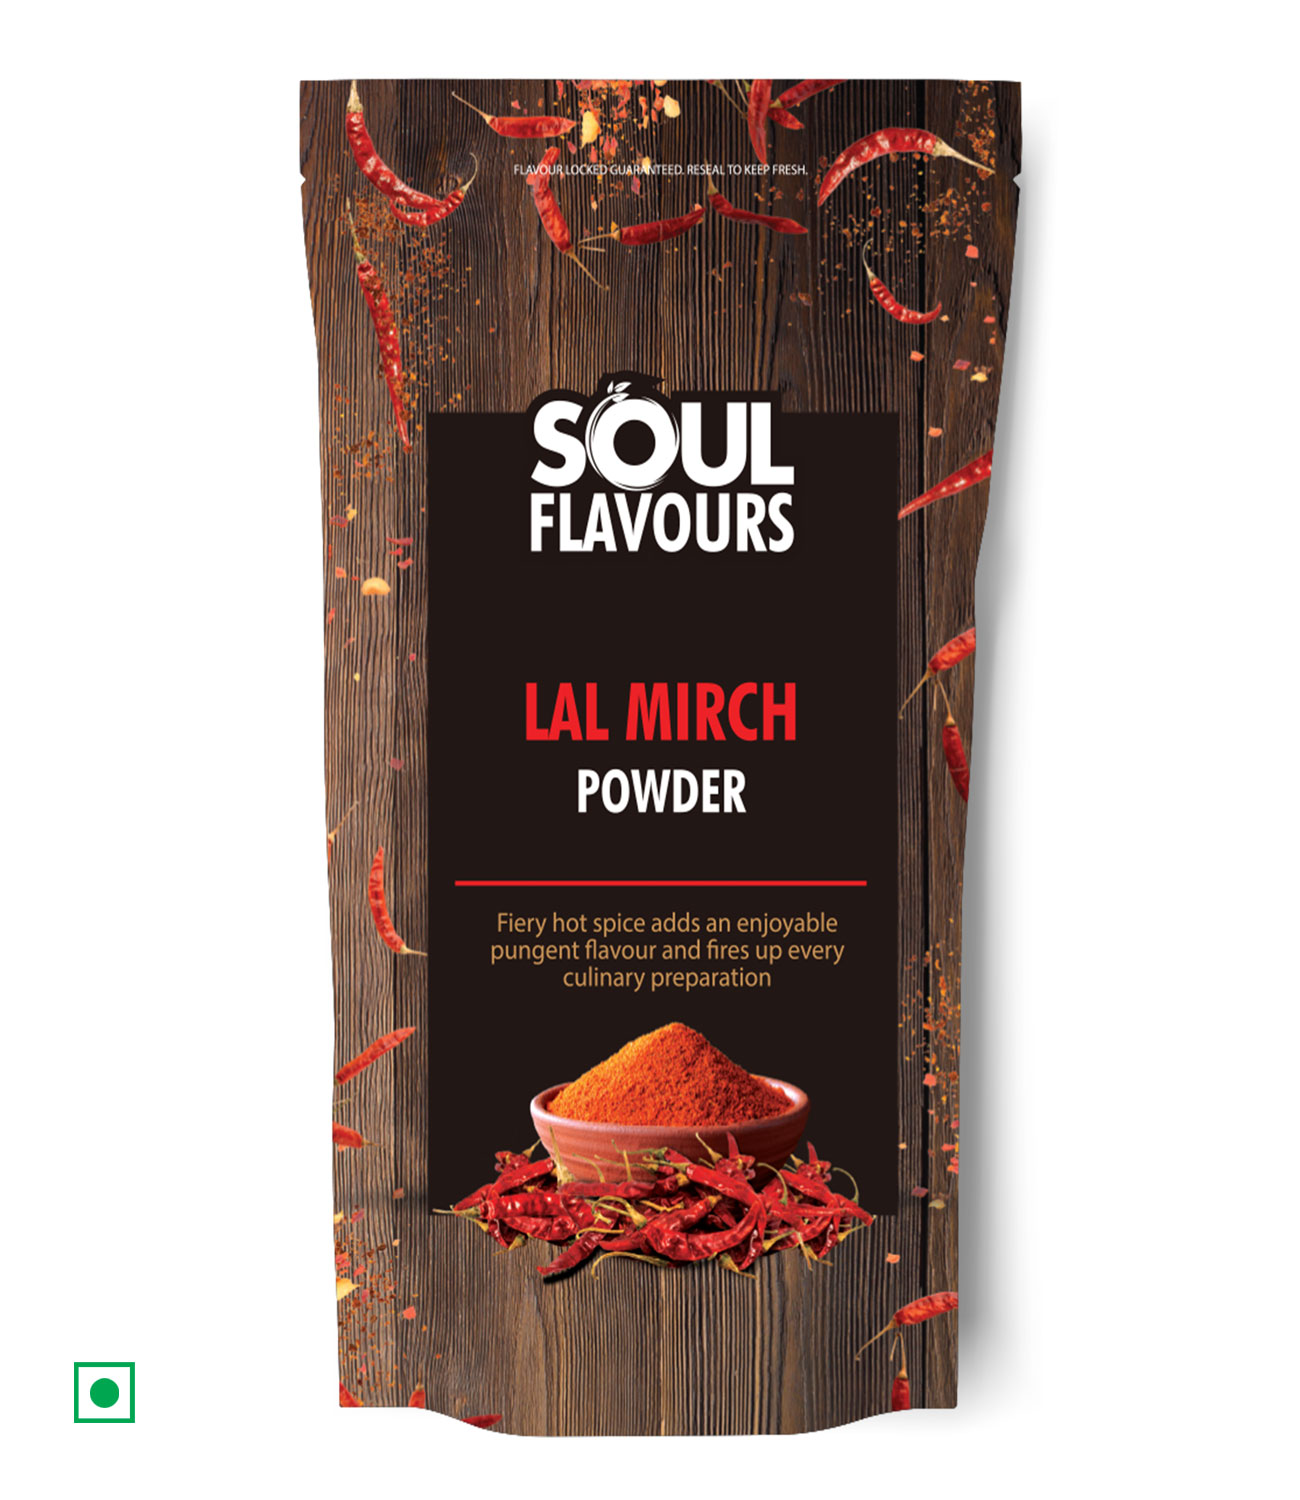 FLAVOUR LOCKED GUARANTEED. RESEAL TO KEEP FRESH.
SOUL
FLAVOURS
LAL MIRCH
POWDER
Fiery hot spice adds an enjoyable
pungent flavour and fires up every
culinary preparation